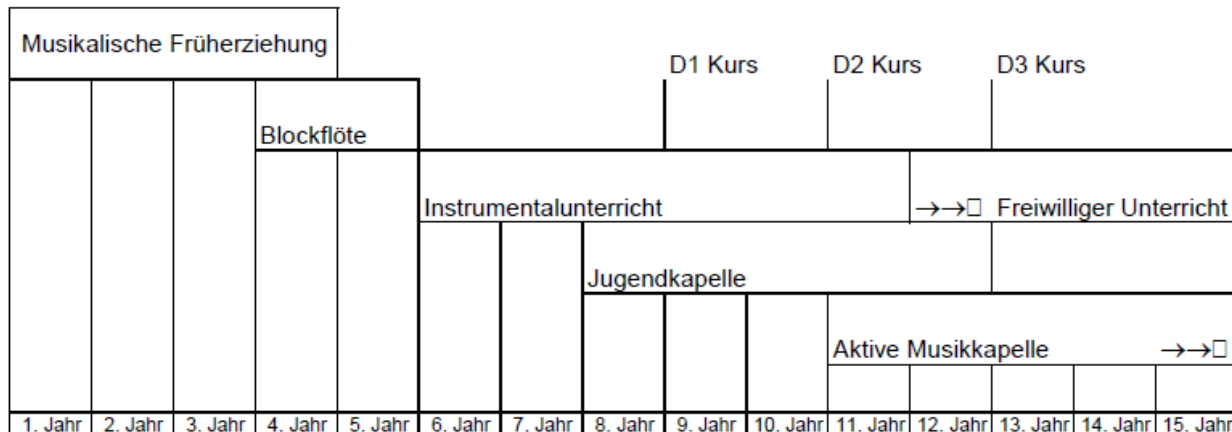 Musikalische Früherziehung
D1 Kurs D2 Kurs D3 Kurs
Blockflöte
Instrumentalunterricht →→□ Freiwilliger Unterricht
Jugendkapelle
Aktive Musikkapelle →→□
1. Jahr 2. Jahr 3. Jahr 4. Jahr 5. Jahr 6. Jahr 7. Jahr 8. Jahr 9. Jahr 10. Jahr 11. Jahr 12. Jahr 13. Jahr 14. Jahr 15. Jahr